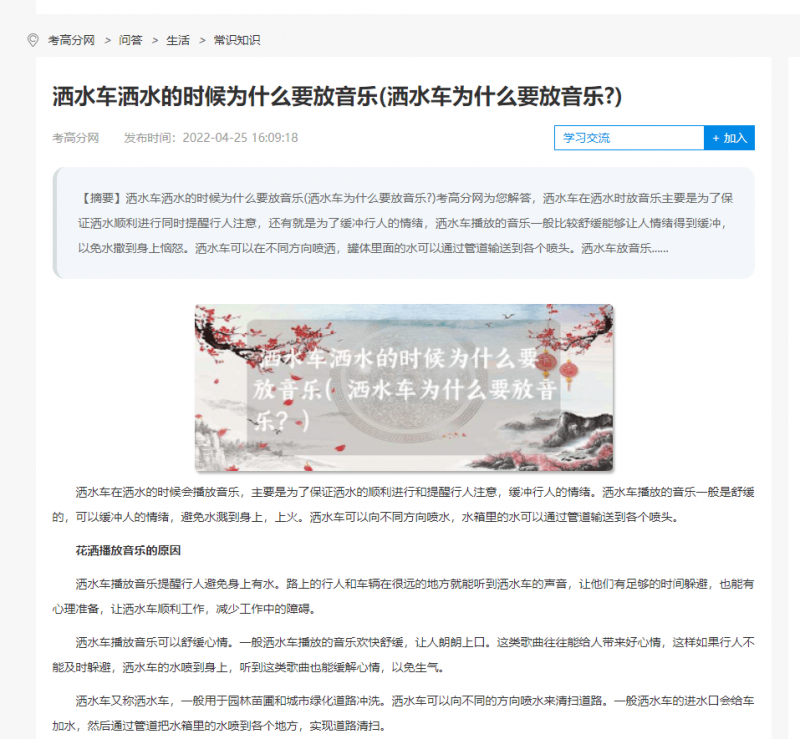 考高分网 > 问答 > 生活 > 常识知识
洒水车洒水的时候为什么要放音乐(洒水车为什么要放音乐?)
考高分网 发布时间：2022-04-25 16:09:18
学习交流 + 加入
【摘要】洒水车洒水的时候为什么要放音乐(洒水车为什么要放音乐?)考高分网为您解答，洒水车在洒水时放音乐主要是为了保
证洒水顺利进行同时提醒行人注意，还有就是为了缓冲行人的情绪，洒水车播放的音乐一般比较舒缓能够让人情绪得到缓冲，
以免水撒到身上恼怒。洒水车可以在不同方向喷洒，罐体里面的水可以通过管道输送到各个喷头。洒水车放音乐......
洒水车洒水的时候为什么要
放音乐( 洒水车为什么要放音
乐? )
洒水车在洒水的时候会播放音乐，主要是为了保证洒水的顺利进行和提醒行人注意，缓冲行人的情绪。洒水车播放的音乐一般是舒缓
的，可以缓冲人的情绪，避免水溅到身上，上火。洒水车可以向不同方向喷水，水箱里的水可以通过管道输送到各个喷头。
花洒播放音乐的原因
洒水车播放音乐提醒行人避免身上有水。路上的行人和车辆在很远的地方就能听到洒水车的声音，让他们有足够的时间躲避，也能有
心理准备，让洒水车顺利工作，减少工作中的障碍。
洒水车播放音乐可以舒缓心情。一般洒水车播放的音乐欢快舒缓，让人朗朗上口。这类歌曲往往能给人带来好心情，这样如果行人不
能及时躲避，洒水车的水喷到身上，听到这类歌曲也能缓解心情，以免生气。
洒水车又称洒水车，一般用于园林苗圃和城市绿化道路冲洗。洒水车可以向不同的方向喷水来清扫道路。一般洒水车的进水口会给车
加水，然后通过管道把水箱里的水喷到各个地方，实现道路清扫。